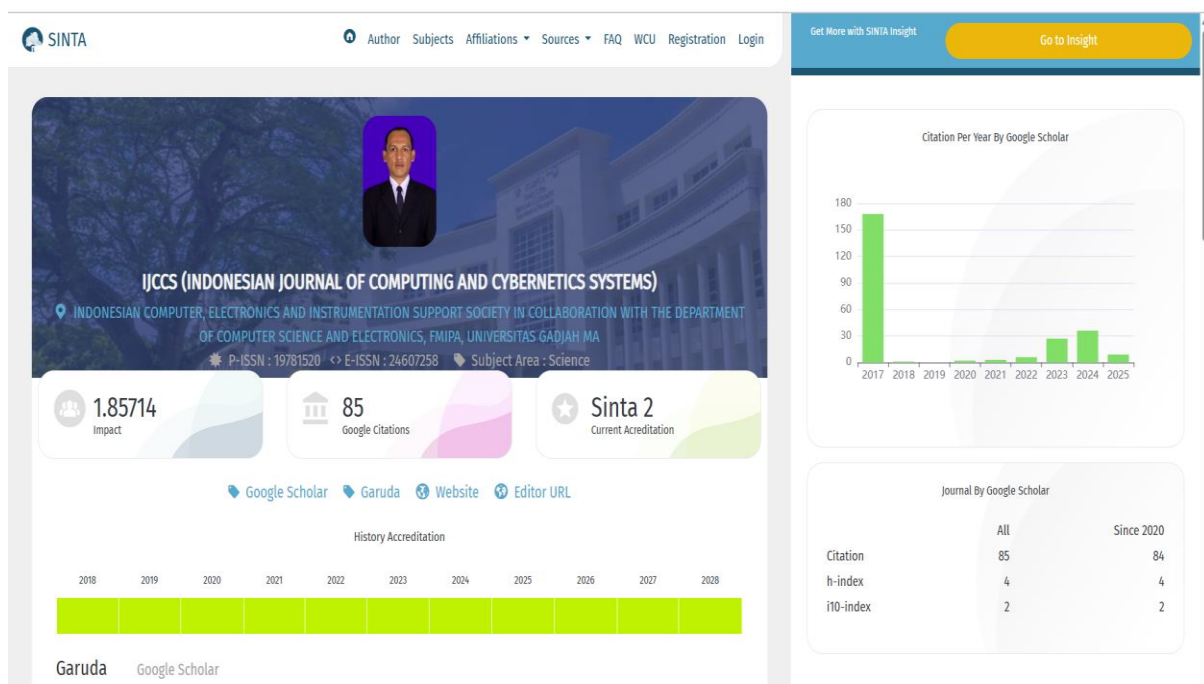 SINTA
Author Subjects Affiliations Sources FAQ WCU Registration Login
Get More with SINTA Insight
Go to Insight
IJCCS (INDONESIAN JOURNAL OF COMPUTING AND CYBERNETICS SYSTEMS)
INDONESIAN COMPUTER, ELECTRONICS AND INSTRUMENTATION SUPPORT SOCIETY IN COLLABORATION WITH THE DEPARTMENT
OF COMPUTER SCIENCE AND ELECTRONICS, FMIPA, UNIVERSITAS GADJAH MA
P-ISSN : 19781520 <> E-ISSN : 24607258 Subject Area : Science
1.85714
Impact
85
Google Citations
Sinta 2
Current Acreditation
Google Scholar Garuda Website Editor URL
History Accreditation
2018 2019 2020 2021 2022 2023 2024 2025 2026 2027 2028
Garuda Google Scholar
Citation Per Year By Google Scholar
180
150
120
90
60
30
0
2017 2018 2019 2020 2021 2022 2023 2024 2025
Journal By Google Scholar
All Since 2020
Citation 85 84
h-index 4 4
i10-index 2 2